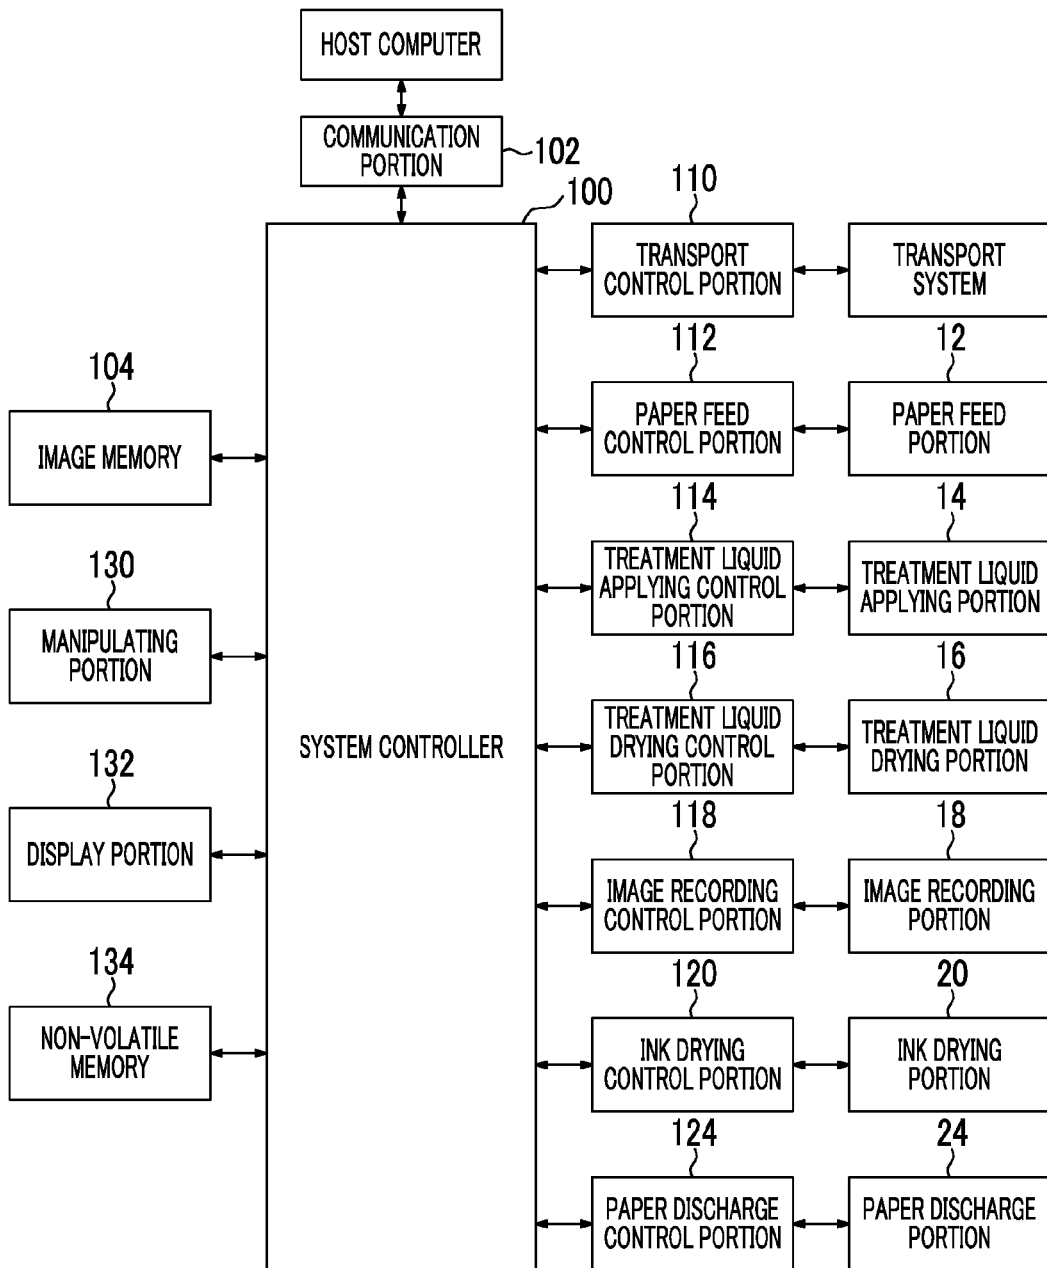 HOST COMPUTER
COMMUNICATION
PORTION
102
100
110
TRANSPORT
CONTROL PORTION
TRANSPORT
SYSTEM
112
12
PAPER FEED
CONTROL PORTION
PAPER FEED
PORTION
104
IMAGE MEMORY
114
14
TREATMENT LIQUID
APPLYING CONTROL
PORTION
TREATMENT LIQUID
APPLYING PORTION
130
MANIPULATING
PORTION
116
16
TREATMENT LIQUID
DRYING CONTROL
PORTION
TREATMENT LIQUID
DRYING PORTION
SYSTEM CONTROLLER
132
DISPLAY PORTION
118
18
IMAGE RECORDING
CONTROL PORTION
IMAGE RECORDING
PORTION
134
NON-VOLATILE
MEMORY
120
20
INK DRYING
CONTROL PORTION
INK DRYING
PORTION
124
24
PAPER DISCHARGE
CONTROL PORTION
PAPER DISCHARGE
PORTION